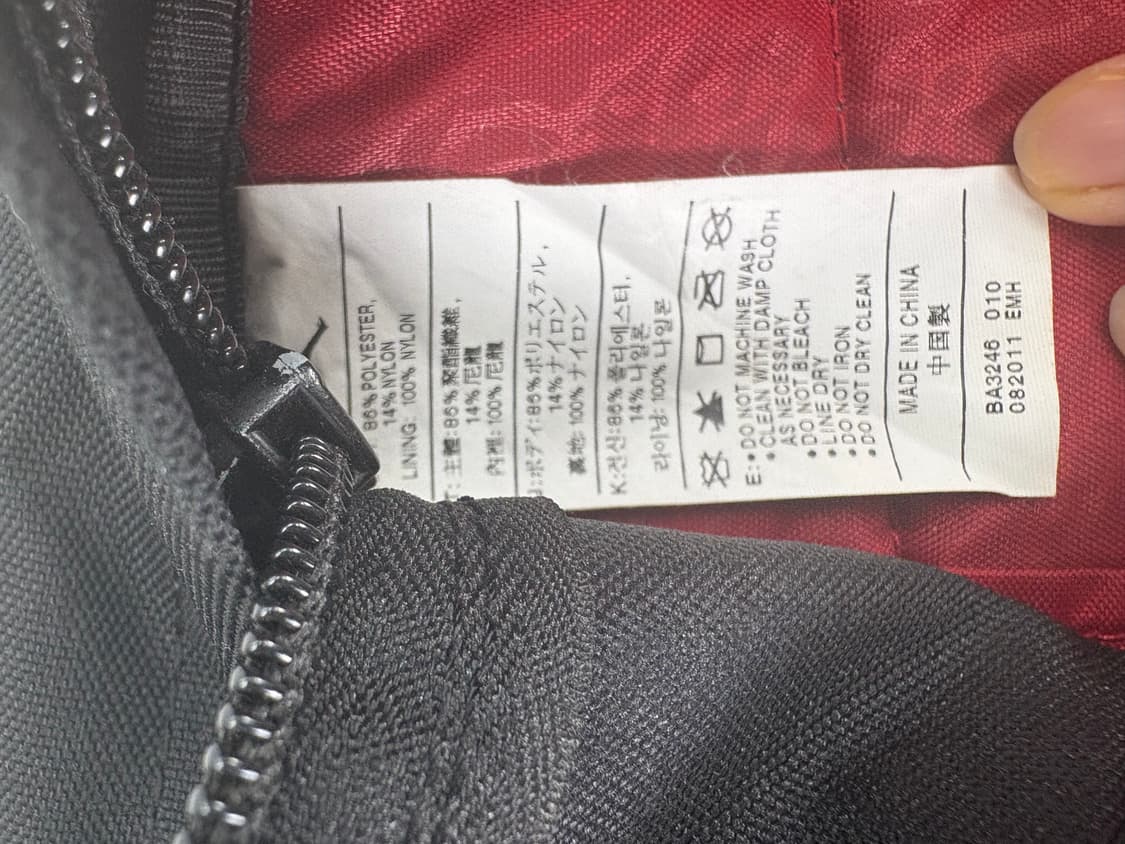 86% POLYESTER,
14% NYLON
LINING: 100% NYLON
T: 主體:86% 聚酯纖維,
14% 尼龍
內裡: 100% 尼龍
J:ボディ:86%ポリエステル,
14%ナイロン
裏地: 100%ナイロン
K:전신:86% 폴리에스터,
14% 나일론
라이닝: 100% 나일론
E:•DO NOT MACHINE WASH
•CLEAN WITH DAMP CLOTH
AS NECESSARY
•DO NOT BLEACH
•LINE DRY
•DO NOT IRON
•DO NOT DRY CLEAN
MADE IN CHINA
中國製
BA3246 010
082011 EMH